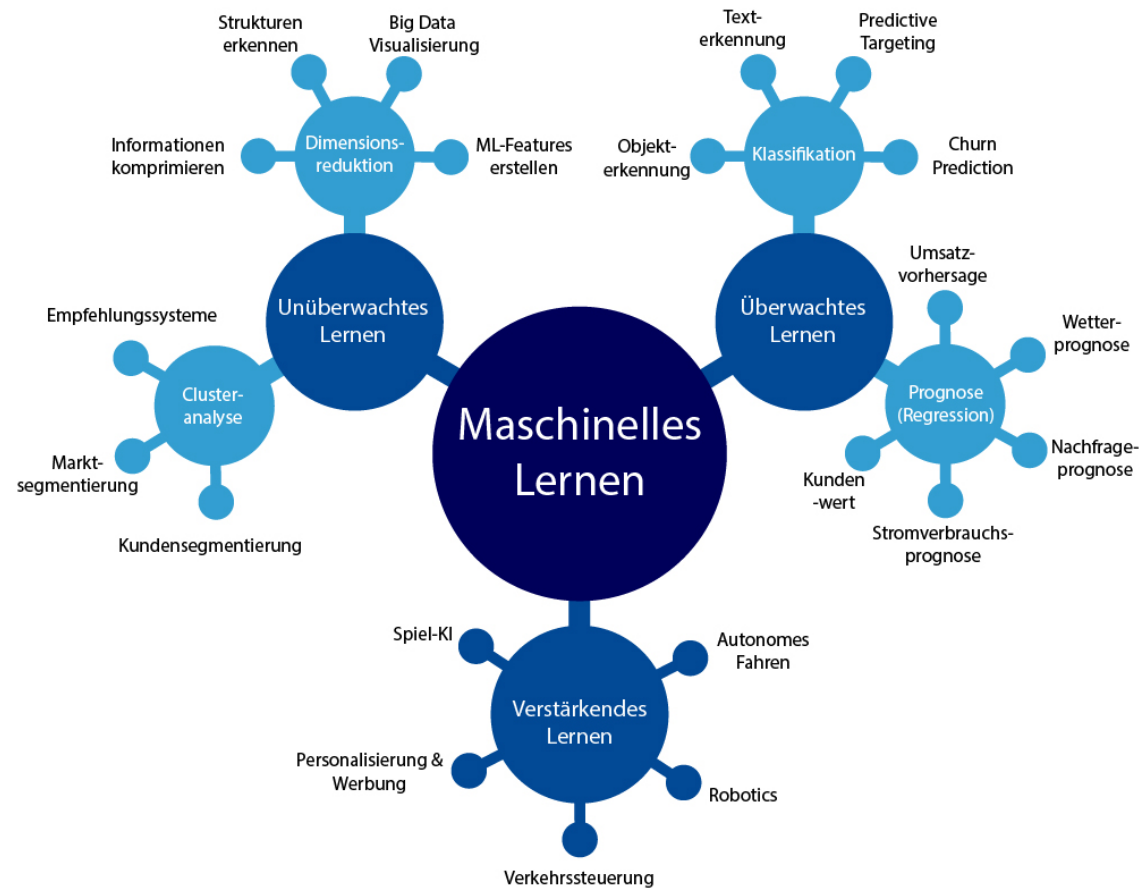 Strukturen
erkennen
Big Data
Visualisierung
Informationen
komprimieren
Dimensions-
reduktion
ML-Features
erstellen
Text-
erkennung
Predictive
Targeting
Objekt-
erkennung
Klassifikation
Churn
Prediction
Unüberwachtes
Lernen
Überwachtes
Lernen
Empfehlungssysteme
Cluster-
analyse
Markt-
segmentierung
Kundensegmentierung
Maschinelles
Lernen
Umsatz-
vorhersage
Wetter-
prognose
Prognose
(Regression)
Nachfrage-
prognose
Kunden
-wert
Stromverbrauchs-
prognose
Spiel-KI
Autonomes
Fahren
Verstärkendes
Lernen
Personalisierung &
Werbung
Robotics
Verkehrssteuerung